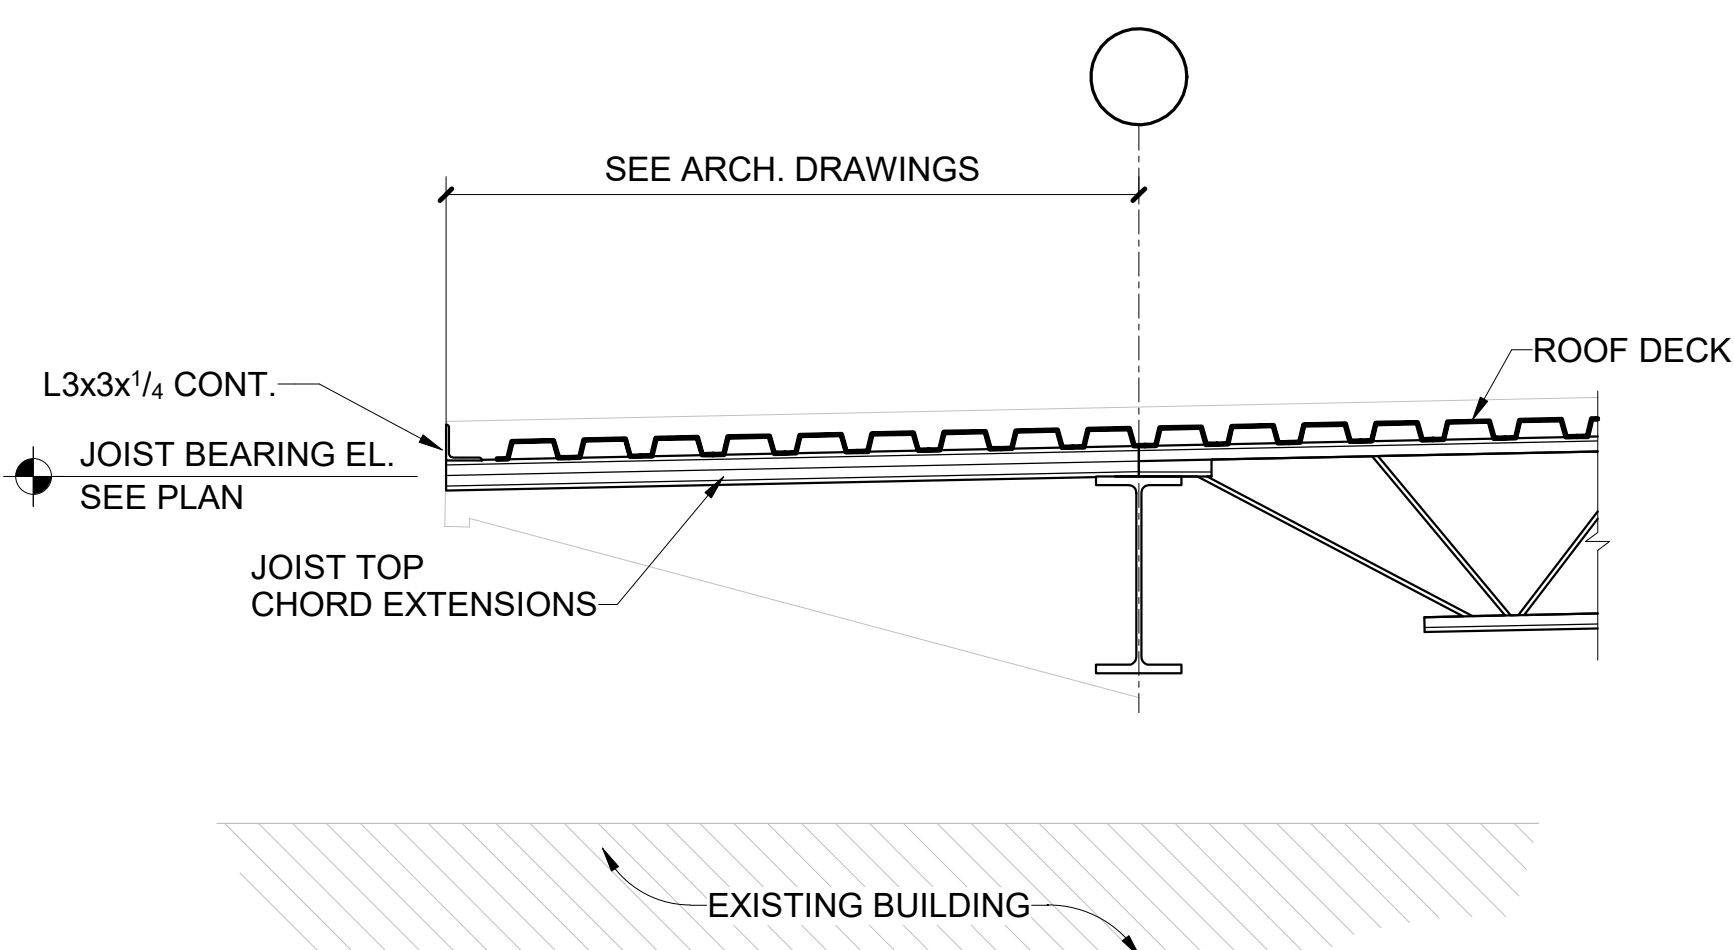 SEE ARCH. DRAWINGS
ROOF DECK
L3x3x1/4 CONT.
JOIST BEARING EL.
SEE PLAN
JOIST TOP
CHORD EXTENSIONS
EXISTING BUILDING